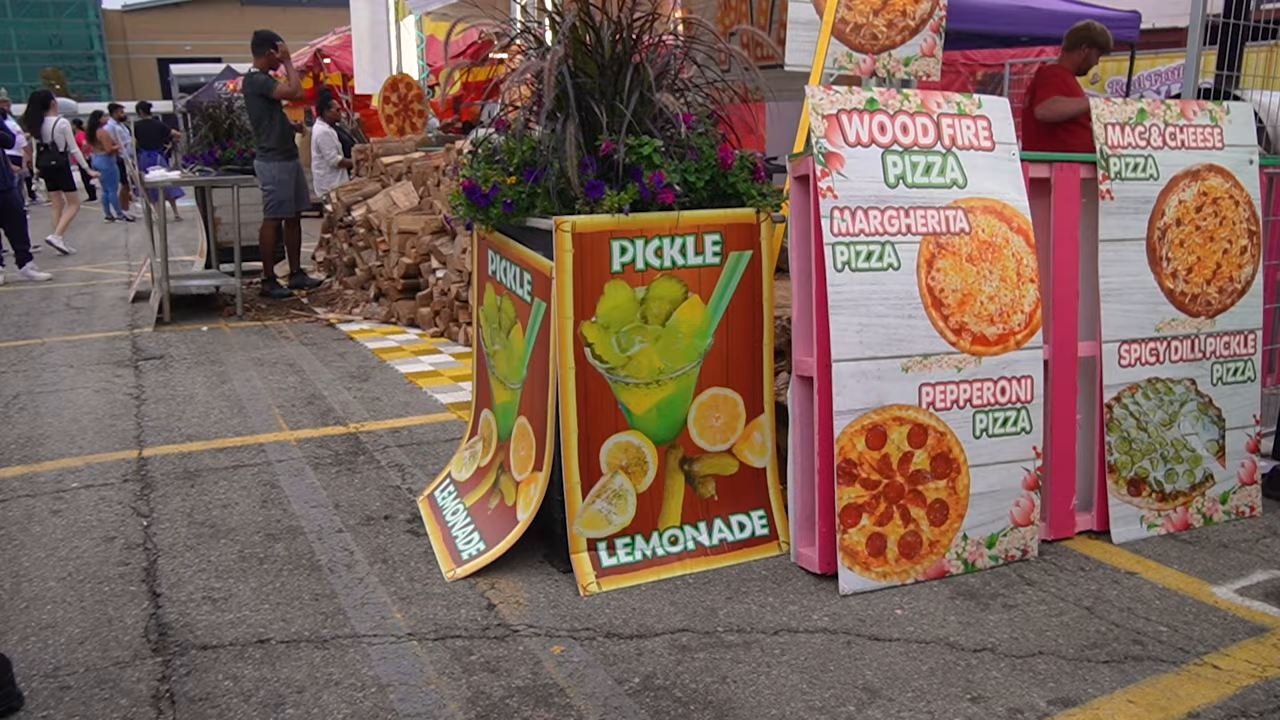 PICKLE
LEMONADE
PICKLE
LEMONADE
WOOD FIRE
PIZZA
MARGHERITA
PIZZA
PEPPERONI
PIZZA
MAC & CHEESE
PIZZA
SPICY DILL PICKLE
PIZZA